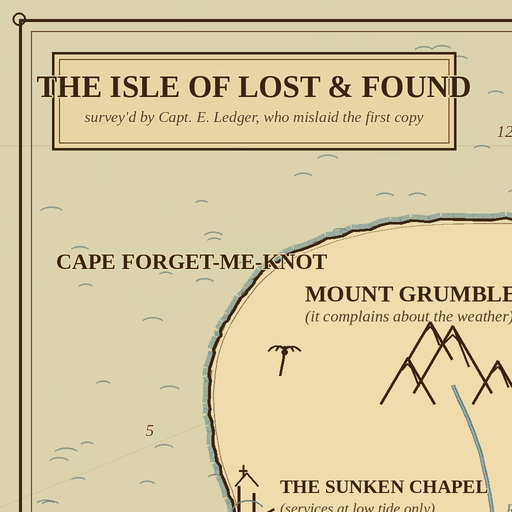 THE ISLE OF LOST & FOUND
survey'd by Capt. E. Ledger, who mislaid the first copy
12
CAPE FORGET-ME-KNOT
MOUNT GRUMBLE
(it complains about the weather)
5
THE SUNKEN CHAPEL
(services at low tide only)